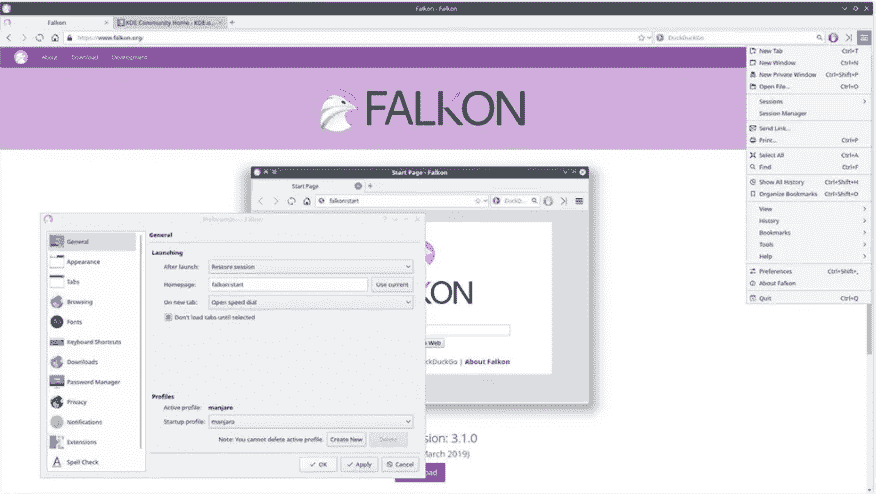 Falkon - Falkon
Falkon
KDE Community Home - KDE.o...
https://www.falkon.org/
DuckDuckGo
About Download Development
FALKON
New Tab Ctrl+T
New Window Ctrl+N
New Private Window Ctrl+Shift+P
Open File... Ctrl+O
Sessions
Session Manager
Send Link...
Print... Ctrl+P
Select All Ctrl+A
Find Ctrl+F
Show All History Ctrl+Shift+H
Organize Bookmarks Ctrl+Shift+O
View
History
Bookmarks
Tools
Help
Preferences Ctrl+Shift+,
About Falkon
Quit Ctrl+Q
Start Page - Falkon
Start Page
falkon:start
DuckD...
KON
Web
ckDuckGo | About Falkon
Preferences - Falkon
General
Appearance
Tabs
Browsing
Fonts
Keyboard Shortcuts
Downloads
Password Manager
Privacy
Notifications
Extensions
Spell Check
General
Launching
After launch: Restore session
Homepage: falkon:start Use current
On new tab: Open speed dial
Don't load tabs until selected
Profiles
Active profile: manjaro
Startup profile: manjaro
Note: You cannot delete active profile. Create New Delete
OK Apply Cancel
sion: 3.1.0
March 2019)
oad